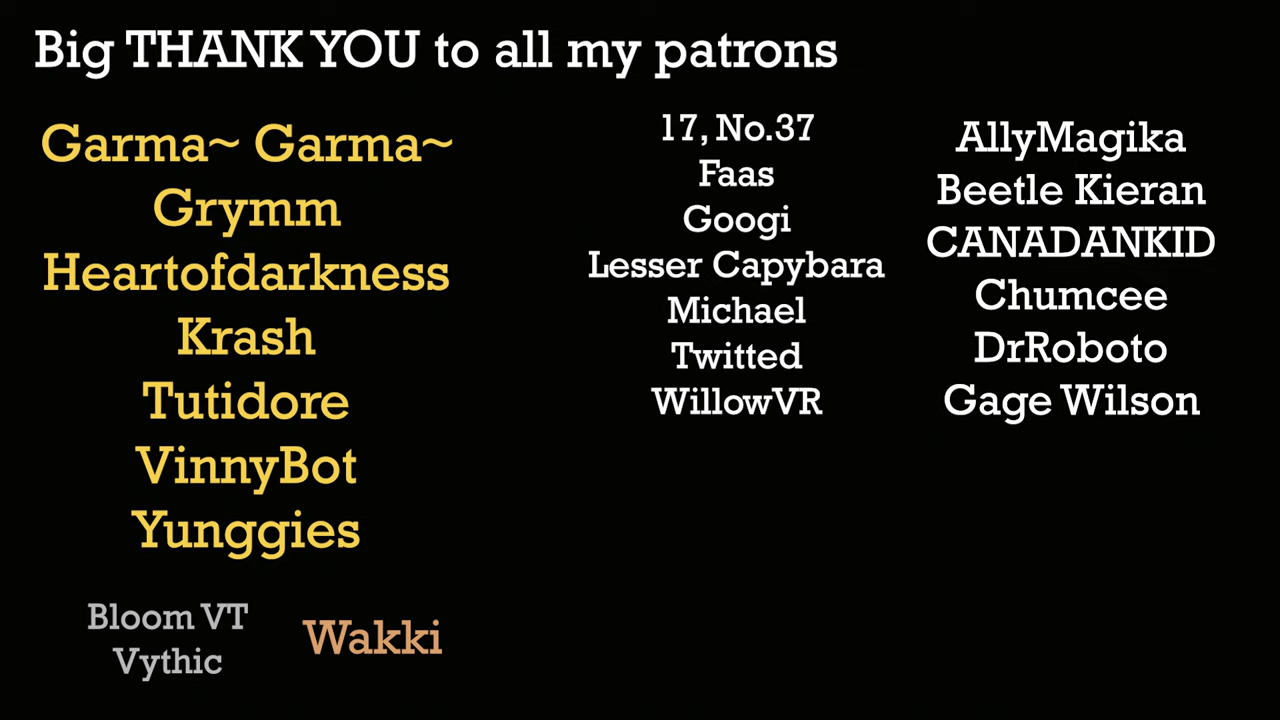 Big THANK YOU to all my patrons
Garma~ Garma~
Grymm
Heartofdarkness
Krash
Tutidore
VinnyBot
Yunggies
Bloom VT
Vythic
Wakki
17, No.37
Faas
Googi
Lesser Capybara
Michael
Twitted
WillowVR
AllyMagika
Beetle Kieran
CANADANKID
Chumcee
DrRoboto
Gage Wilson